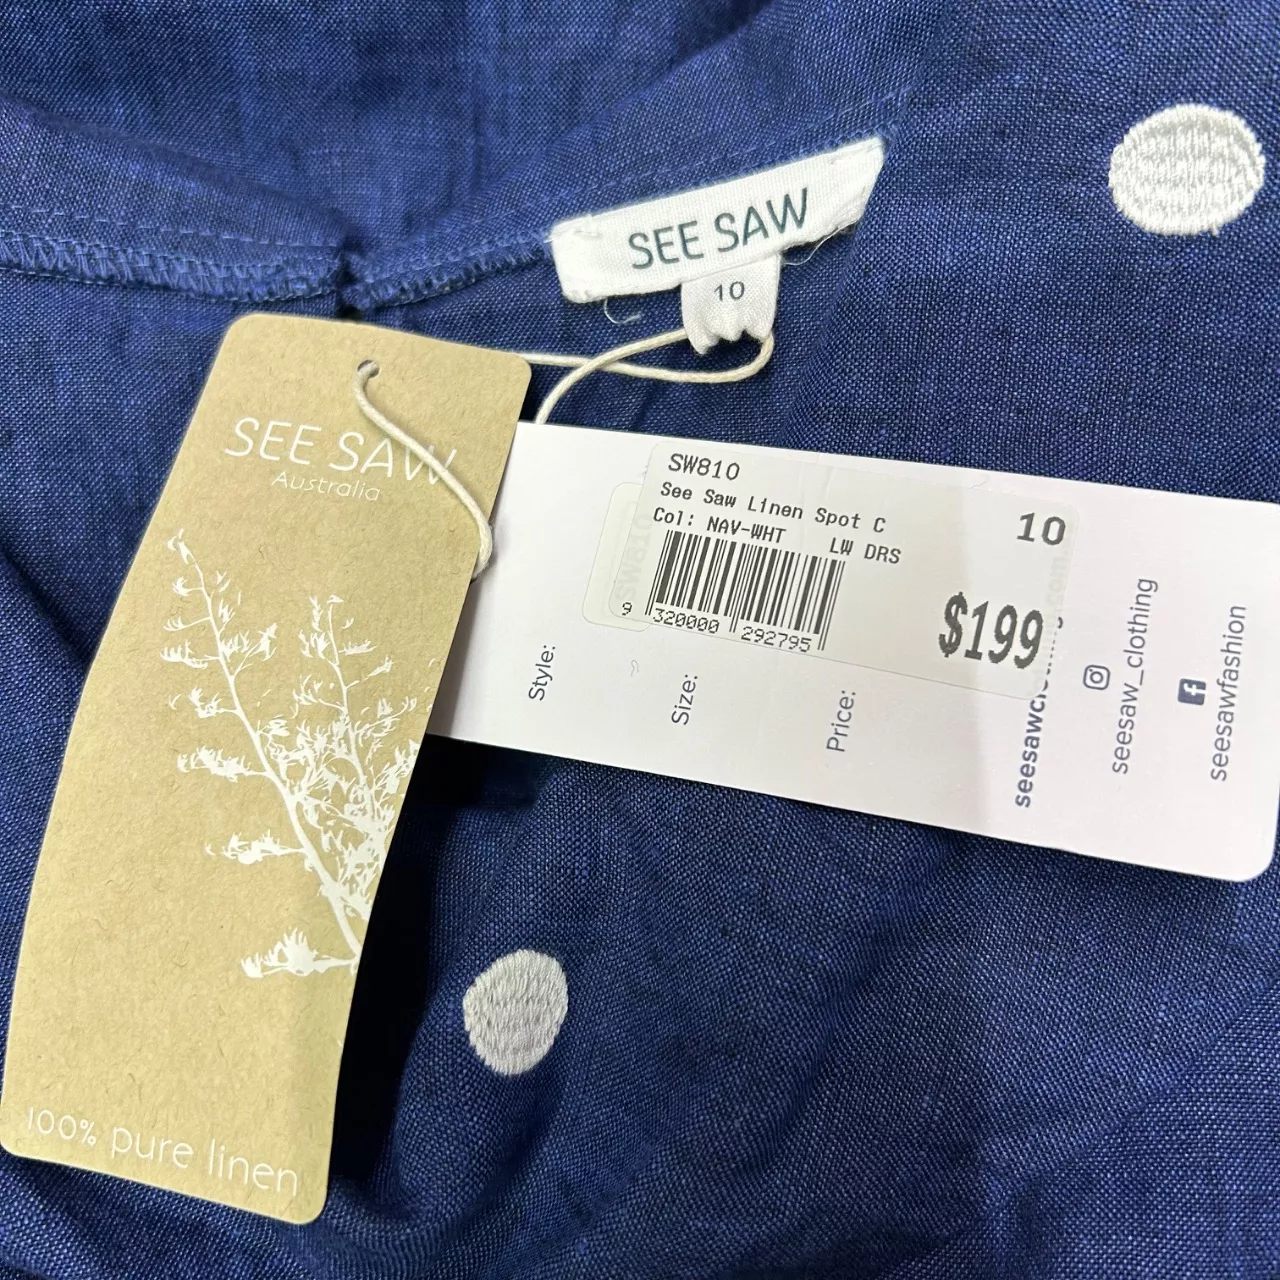 SEE SAW
10
SEE SAW
Australia
100% pure linen
SW810
See Saw Linen Spot C
10
Col: NAV-WHT
LW DRS
9 320000 292795
$199
Style:
Size:
Price:
seesaw_clothing
seesawfashion